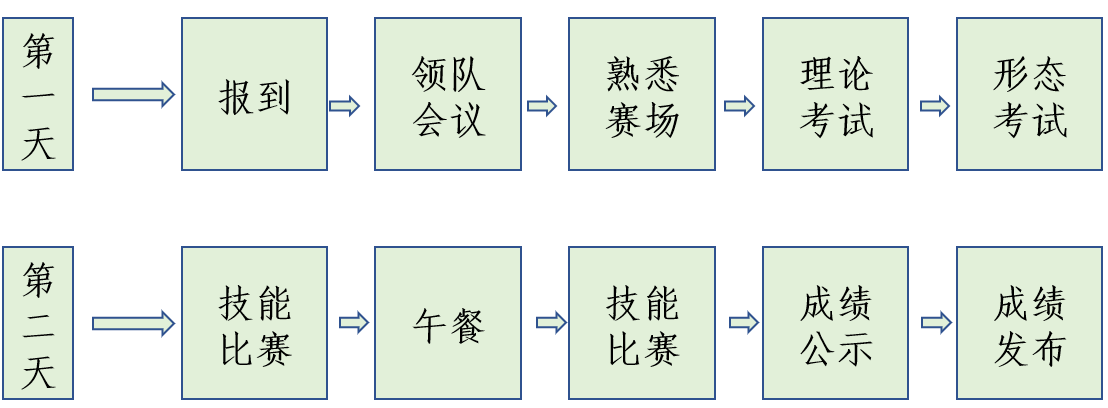 第一天
报到
领队
会议
熟悉
赛场
理论
考试
形态
考试
第二天
技能
比赛
午餐
技能
比赛
成绩
公示
成绩
发布